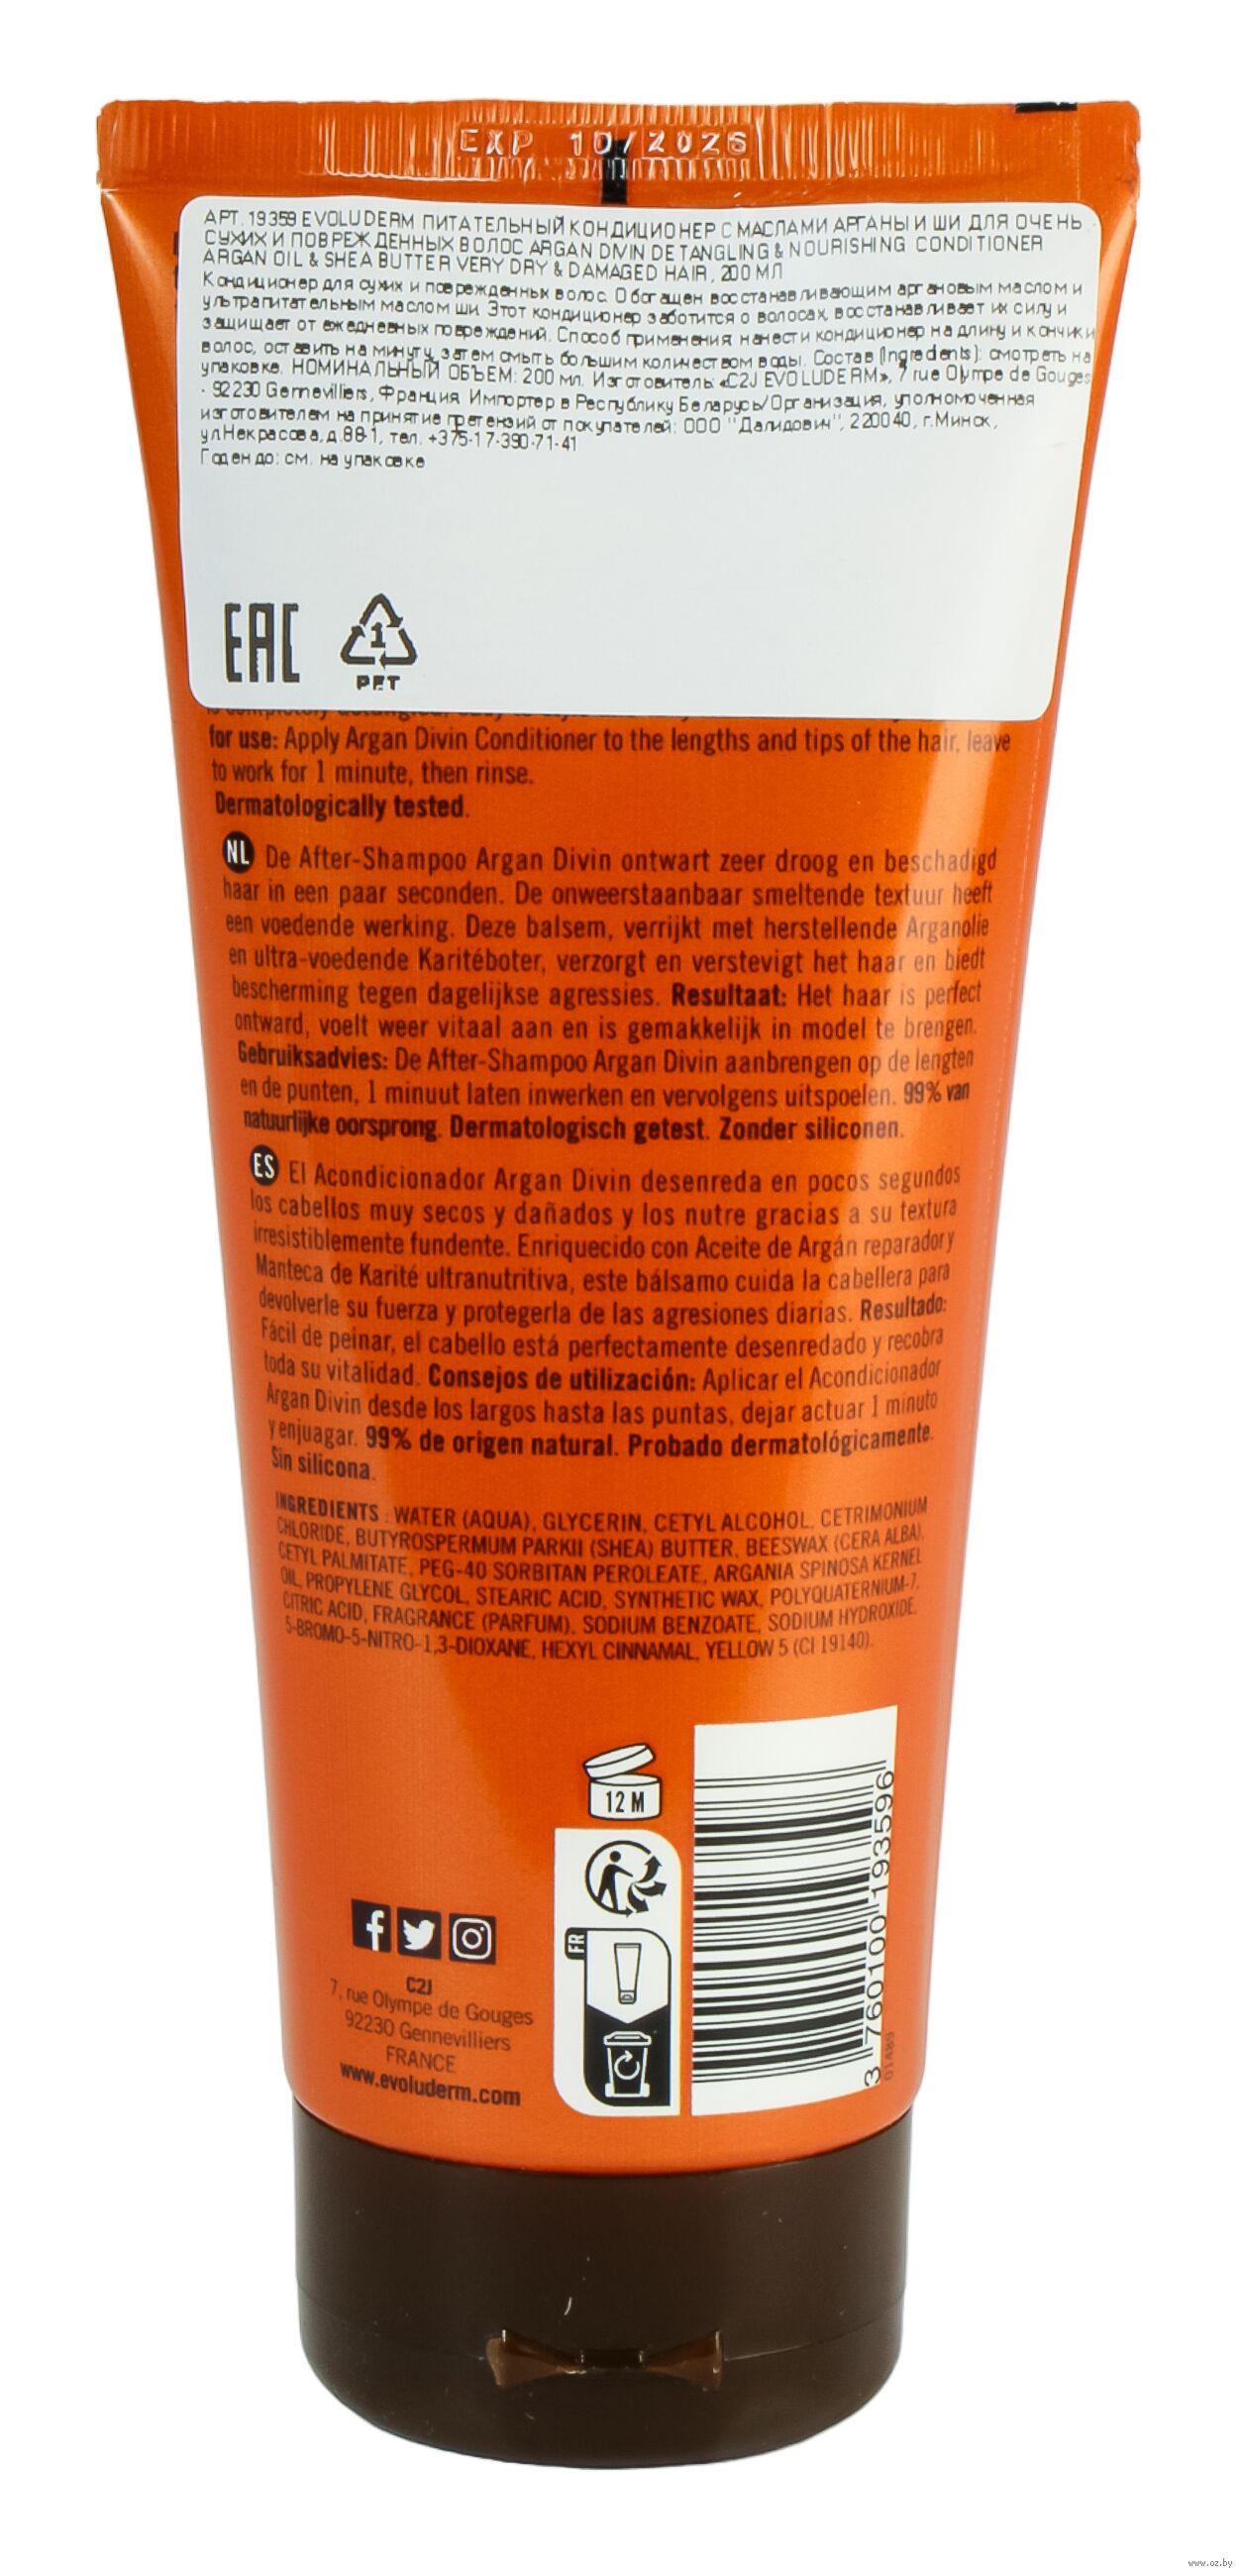 EXP 10/2026
АРТ. 19359 EVOLUDERM ПИТАТЕЛЬНЫЙ КОНДИЦИОНЕР С МАСЛАМИ АРГАНЫ И ШИ ДЛЯ ОЧЕНЬ
СУХИХ И ПОВРЕЖДЕННЫХ ВОЛОС ARGAN DIVIN DETANGLING & NOURISHING CONDITIONER
ARGAN OIL & SHEA BUTTER VERY DRY & DAMAGED HAIR, 200 МЛ
Кондиционер для сухих и поврежденных волос. Обогащен восстанавливающим аргановым маслом и
ультрапитательным маслом ши. Этот кондиционер заботится о волосах, восстанавливает их силу и
защищает от ежедневных повреждений. Способ применения: нанести кондиционер на длину и кончики
волос, оставить на минуту, затем смыть большим количеством воды. Состав (Ingredients): смотреть на
упаковке. НОМИНАЛЬНЫЙ ОБЪЕМ: 200 мл. Изготовитель: «C2J EVOLUDERM», 7 rue Olympe de Gouges
- 92230 Gennevilliers, Франция. Импортер в Республику Беларусь/Организация, уполномоченная
изготовителем на принятие претензий от покупателей: ООО "Далидович", 220040, г.Минск,
ул.Некрасова, д.88-1, тел. +375-17-390-71-41
Годен до: см. на упаковке
EAC
1
PET
for use: Apply Argan Divin Conditioner to the lengths and tips of the hair, leave
to work for 1 minute, then rinse.
Dermatologically tested.
NL De After-Shampoo Argan Divin ontwart zeer droog en beschadigd
haar in een paar seconden. De onweerstaanbaar smeltende textuur heeft
een voedende werking. Deze balsem, verrijkt met herstellende Arganolie
en ultra-voedende Karitéboter, verzorgt en verstevigt het haar en biedt
bescherming tegen dagelijkse agressies. Resultaat: Het haar is perfect
ontward, voelt weer vitaal aan en is gemakkelijk in model te brengen.
Gebruiksadvies: De After-Shampoo Argan Divin aanbrengen op de lengten
en de punten, 1 minuut laten inwerken en vervolgens uitspoelen. 99% van
natuurlijke oorsprong. Dermatologisch getest. Zonder siliconen.
ES El Acondicionador Argan Divin desenreda en pocos segundos
los cabellos muy secos y dañados y los nutre gracias a su textura
irresistiblemente fundente. Enriquecido con Aceite de Argán reparador y
Manteca de Karité ultranutritiva, este bálsamo cuida la cabellera para
devolverle su fuerza y protegerla de las agresiones diarias. Resultado:
Fácil de peinar, el cabello está perfectamente desenredado y recobra
toda su vitalidad. Consejos de utilización: Aplicar el Acondicionador
Argan Divin desde los largos hasta las puntas, dejar actuar 1 minuto
y enjuagar. 99% de origen natural. Probado dermatológicamente.
Sin silicona.
INGREDIENTS : WATER (AQUA), GLYCERIN, CETYL ALCOHOL, CETRIMONIUM
CHLORIDE, BUTYROSPERMUM PARKII (SHEA) BUTTER, BEESWAX (CERA ALBA),
CETYL PALMITATE, PEG-40 SORBITAN PEROLEATE, ARGANIA SPINOSA KERNEL
OIL, PROPYLENE GLYCOL, STEARIC ACID, SYNTHETIC WAX, POLYQUATERNIUM-7,
CITRIC ACID, FRAGRANCE (PARFUM), SODIUM BENZOATE, SODIUM HYDROXIDE,
5-BROMO-5-NITRO-1,3-DIOXANE, HEXYL CINNAMAL, YELLOW 5 (CI 19140).
12 M
FR
3 760100 193596
01489
C2J
7, rue Olympe de Gouges
92230 Gennevilliers
FRANCE
www.evoluderm.com
www.oz.by